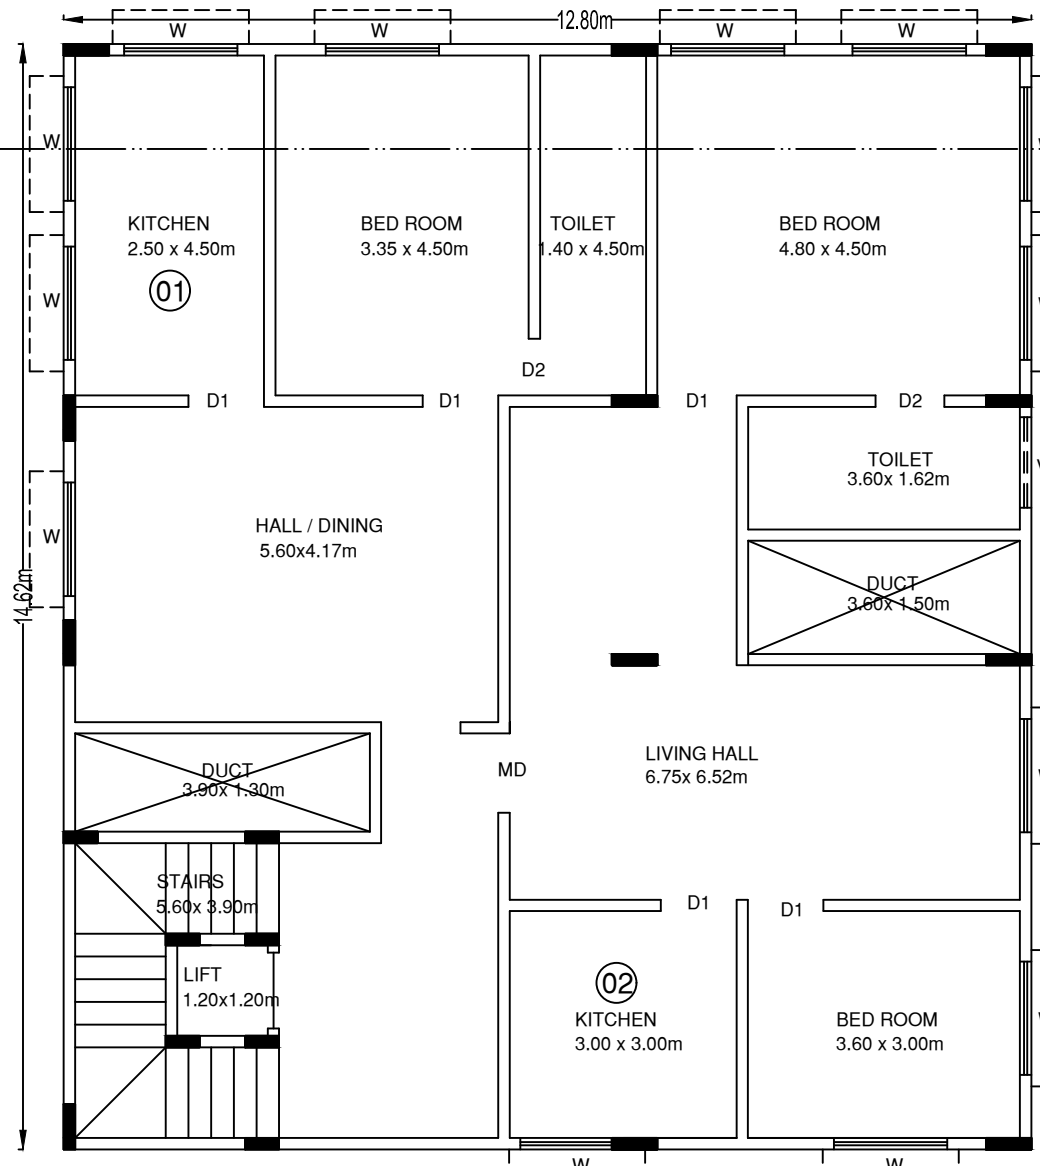 12.80m
W W W W
W W
KITCHEN BED ROOM TOILET BED ROOM
2.50 x 4.50m 3.35 x 4.50m 1.40 x 4.50m 4.80 x 4.50m
01
W W
D2
D1 D1 D1 D2
TOILET
3.60x 1.62m
W
HALL / DINING
5.60x4.17m
W
14.62m
DUCT
3.60x 1.50m
LIVING HALL
6.75x 6.52m
MD
DUCT
3.90x 1.30m
W
STAIRS
5.60x 3.90m
D1 D1
LIFT
1.20x1.20m
02
KITCHEN BED ROOM
3.00 x 3.00m 3.60 x 3.00m
W
W W